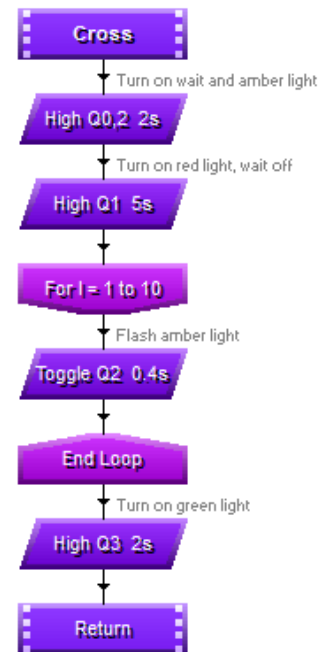 Cross
Turn on wait and amber light
High Q0,2 2s
Turn on red light, wait off
High Q1 5s
For I = 1 to 10
Flash amber light
Toggle Q2 0.4s
End Loop
Turn on green light
High Q3 2s
Return